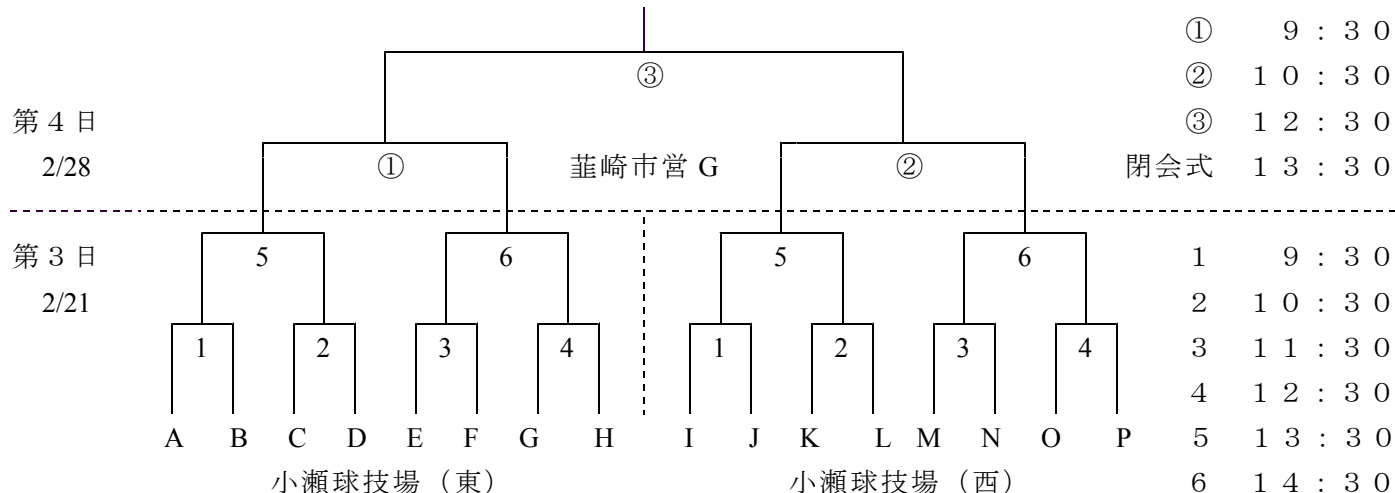 ① 9:30
③ ② 10:30
第4日 ③ 12:30
2/28 ① 韮崎市営G ② 閉会式 13:30
第3日 5 6 5 6 1 9:30
2/21 2 10:30
1 2 3 4 1 2 3 4 3 11:30
4 12:30
A B C D E F G H I J K L M N O P 5 13:30
小瀬球技場（東） 小瀬球技場（西） 6 14:30